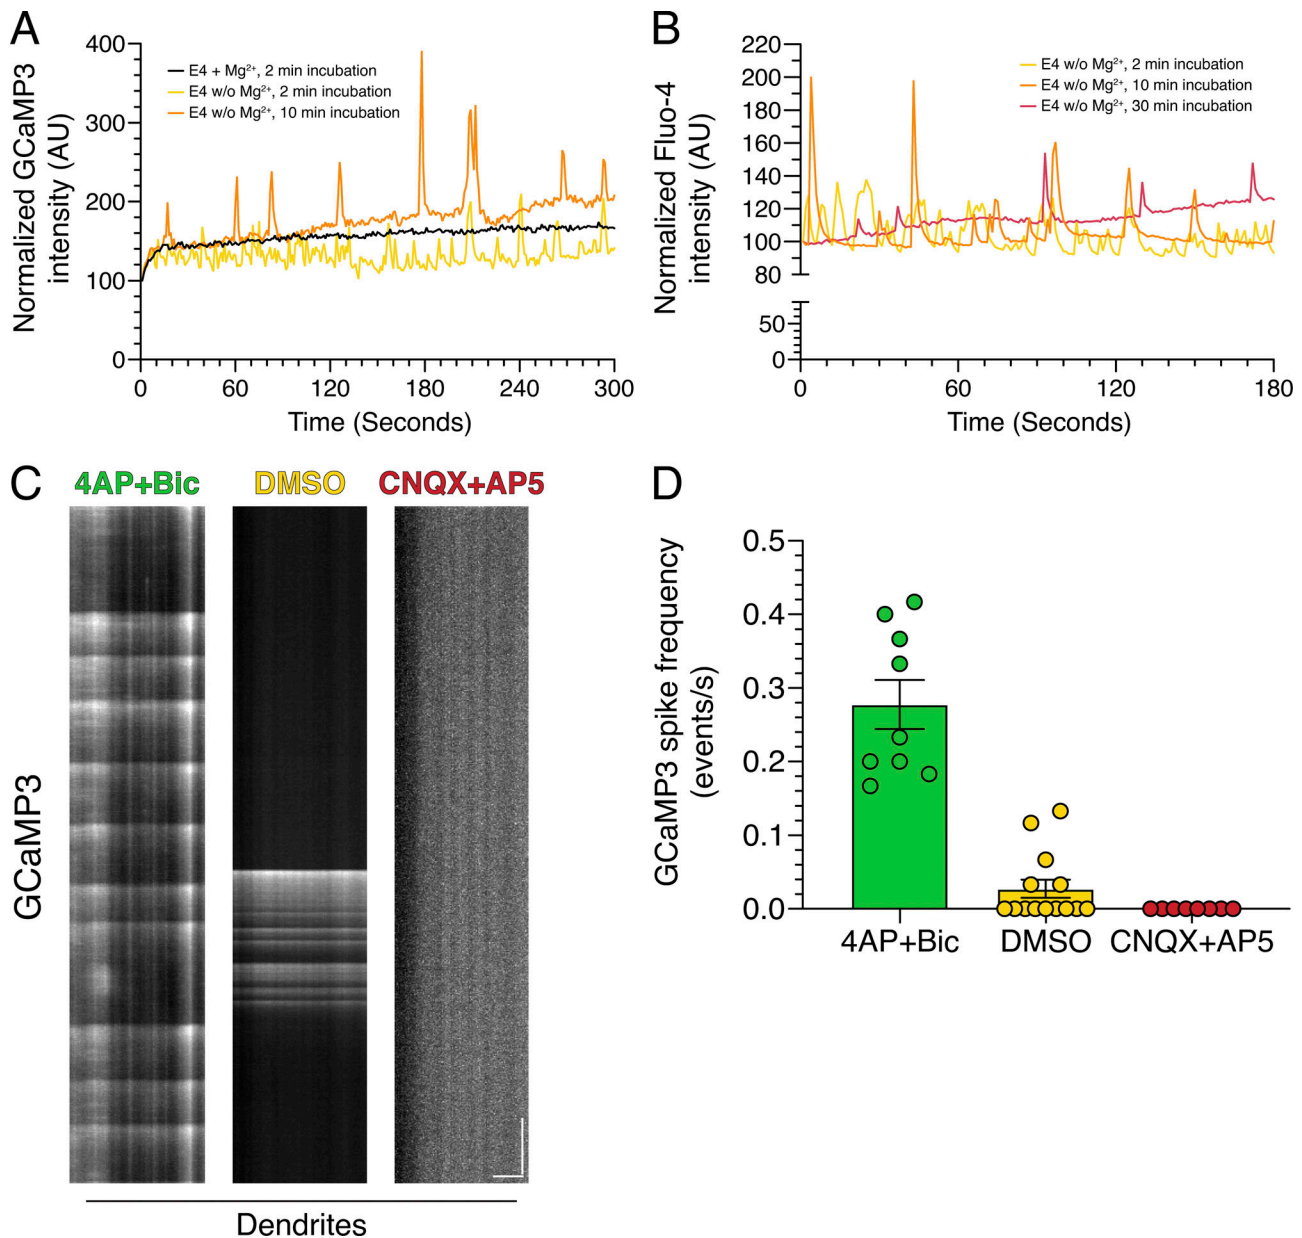 A
Normalized GCaMP3
intensity (AU)
400
300
200
100
0
E4 + Mg²⁺, 2 min incubation
E4 w/o Mg²⁺, 2 min incubation
E4 w/o Mg²⁺, 10 min incubation
0 60 120 180 240 300
Time (Seconds)
B
Normalized Fluo-4
intensity (AU)
220
200
180
160
140
120
100
80
50
0
E4 w/o Mg²⁺, 2 min incubation
E4 w/o Mg²⁺, 10 min incubation
E4 w/o Mg²⁺, 30 min incubation
0 60 120 180
Time (Seconds)
C
4AP+Bic DMSO CNQX+AP5
GCaMP3
Dendrites
D
GCaMP3 spike frequency
(events/s)
0.5
0.4
0.3
0.2
0.1
0.0
4AP+Bic DMSO CNQX+AP5